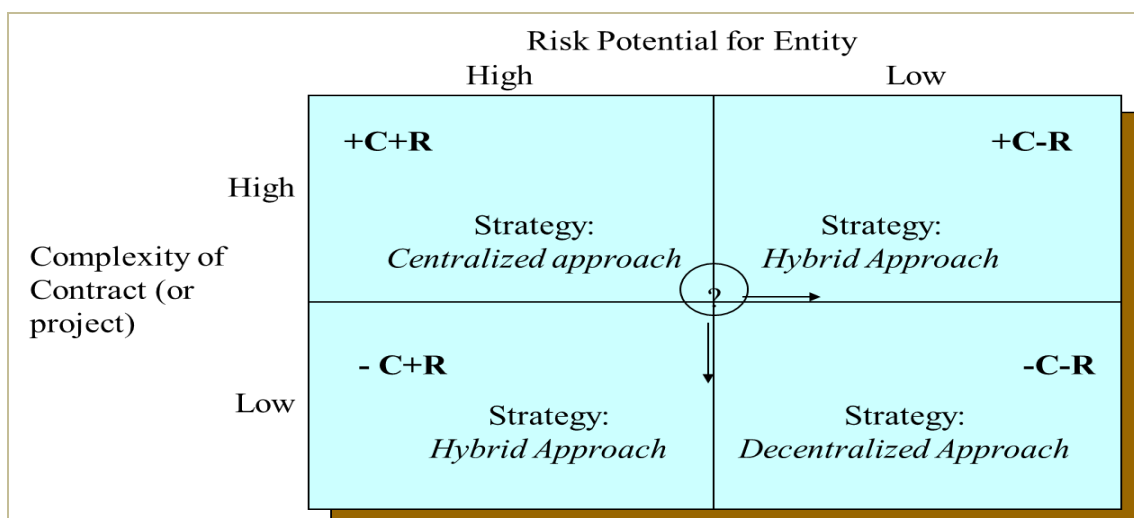 Risk Potential for Entity
High Low
+C+R +C-R
High
Strategy: Strategy:
Complexity of Centralized approach Hybrid Approach
Contract (or ?
project)
- C+R -C-R
Low
Strategy: Strategy:
Hybrid Approach Decentralized Approach